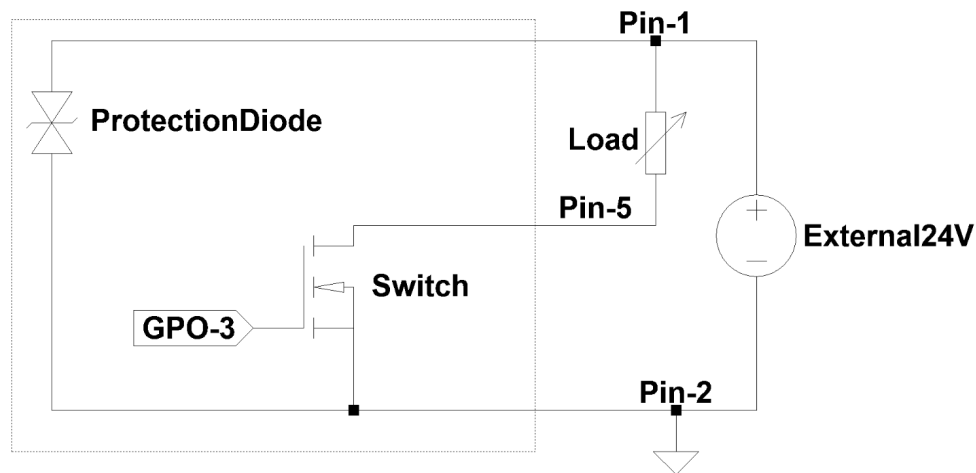 Pin-1
ProtectionDiode
Load
Pin-5
External24V
Switch
GPO-3
Pin-2